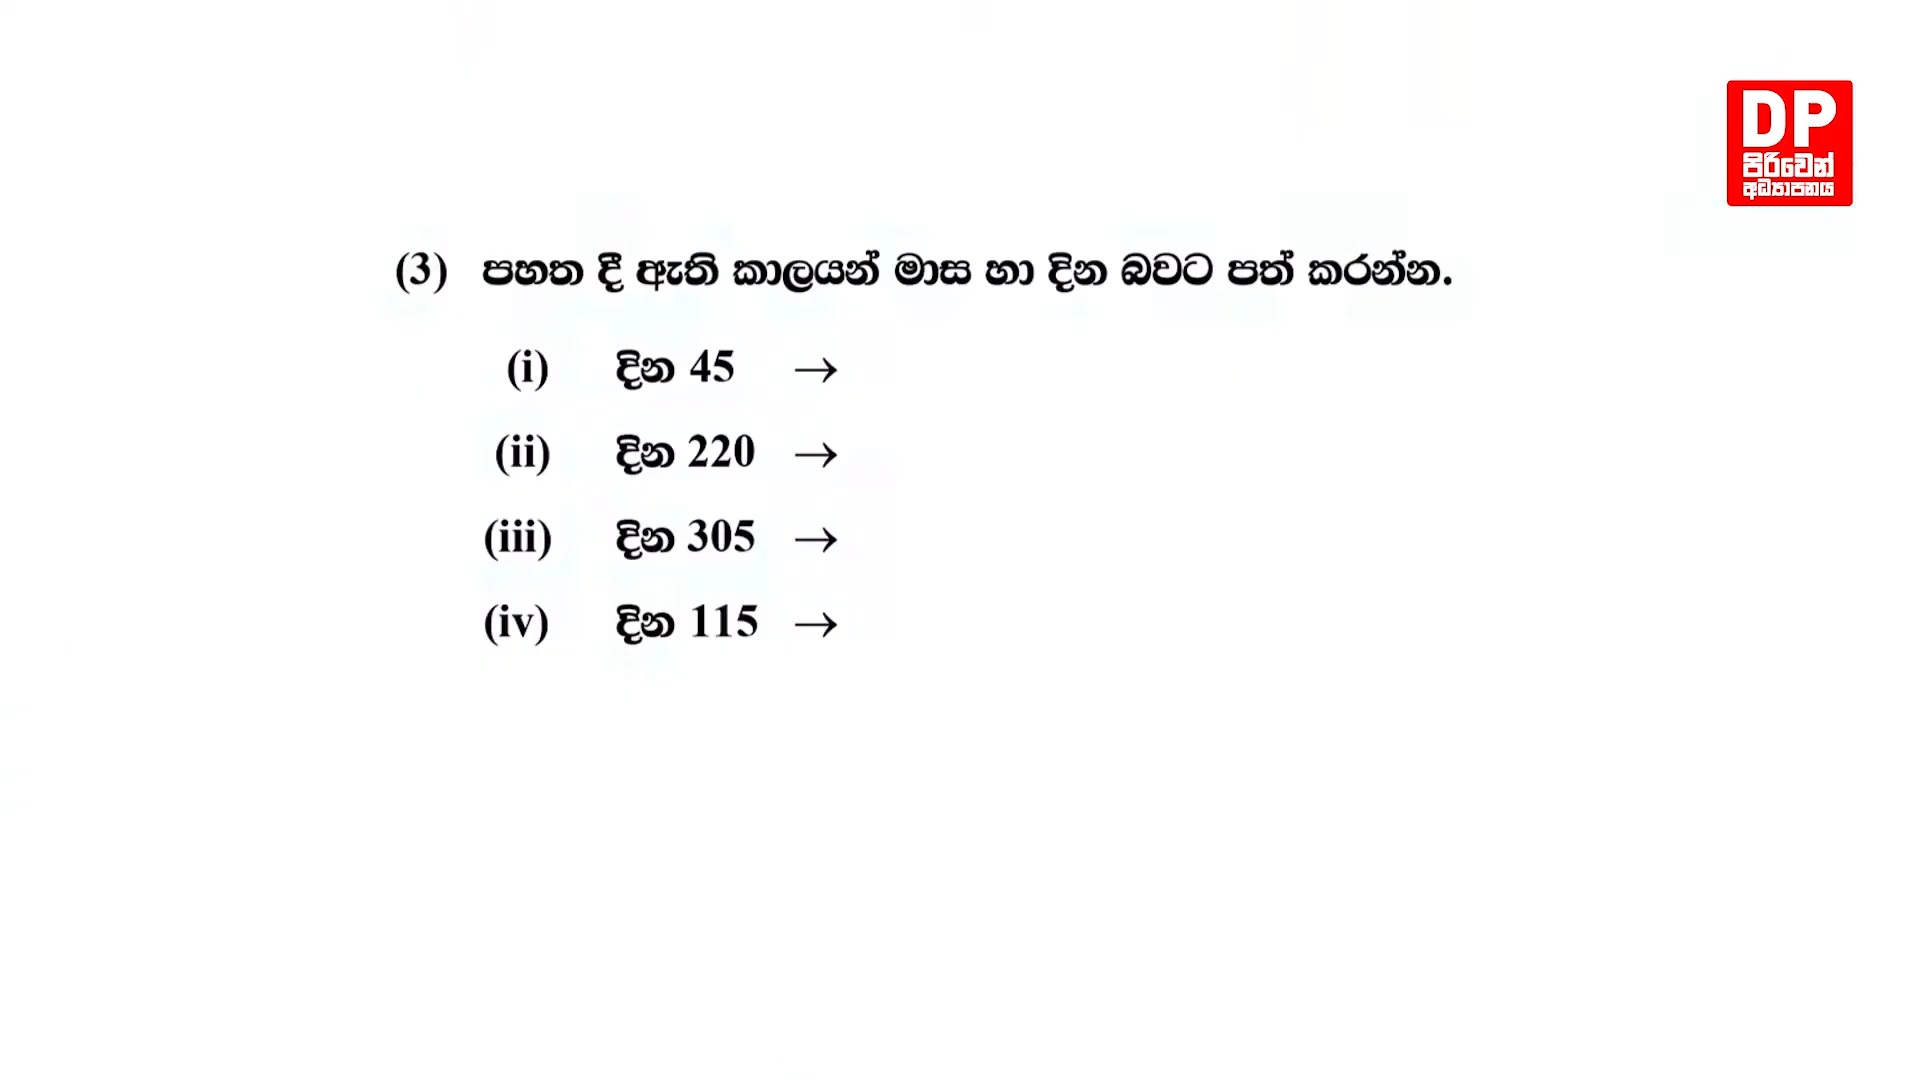 DP
පිරිවෙන්
අධ්‍යාපනය
(3) පහත දී ඇති කාලයන් මාස හා දින බවට පත් කරන්න.
(i) දින 45 →
(ii) දින 220 →
(iii) දින 305 →
(iv) දින 115 →